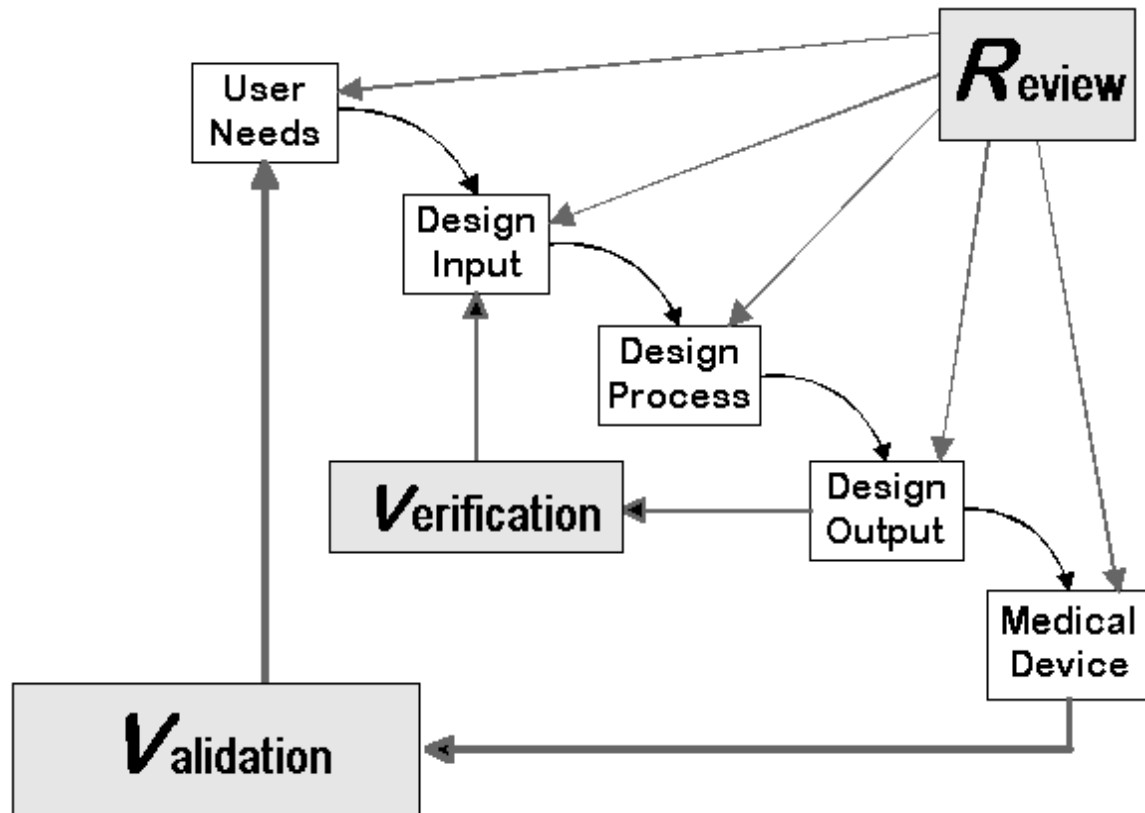 Review
User
Needs
Design
Input
Design
Process
Verification
Design
Output
Medical
Device
Validation